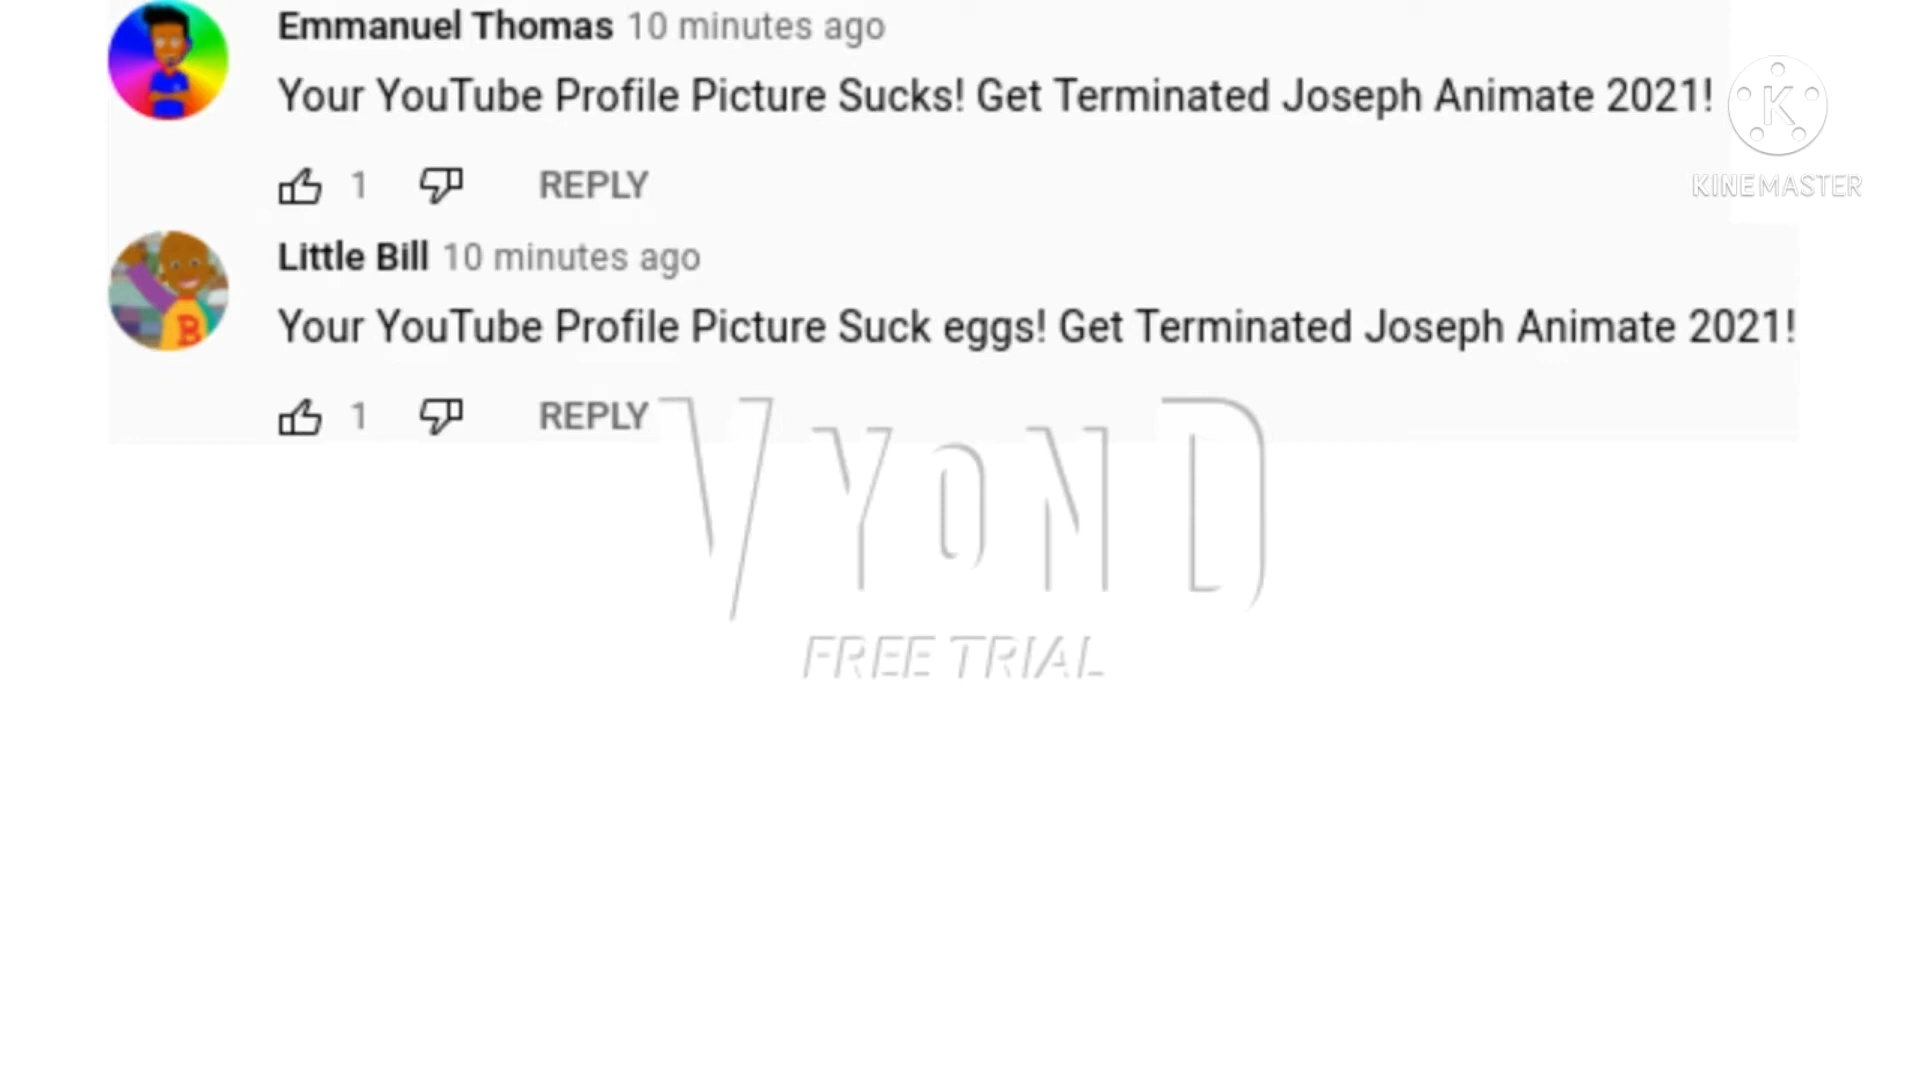 Emmanuel Thomas 10 minutes ago
Your YouTube Profile Picture Sucks! Get Terminated Joseph Animate 2021!
K
KINEMASTER
1 REPLY
Little Bill 10 minutes ago
B
Your YouTube Profile Picture Suck eggs! Get Terminated Joseph Animate 2021!
1 REPLY
VYOND
FREE TRIAL